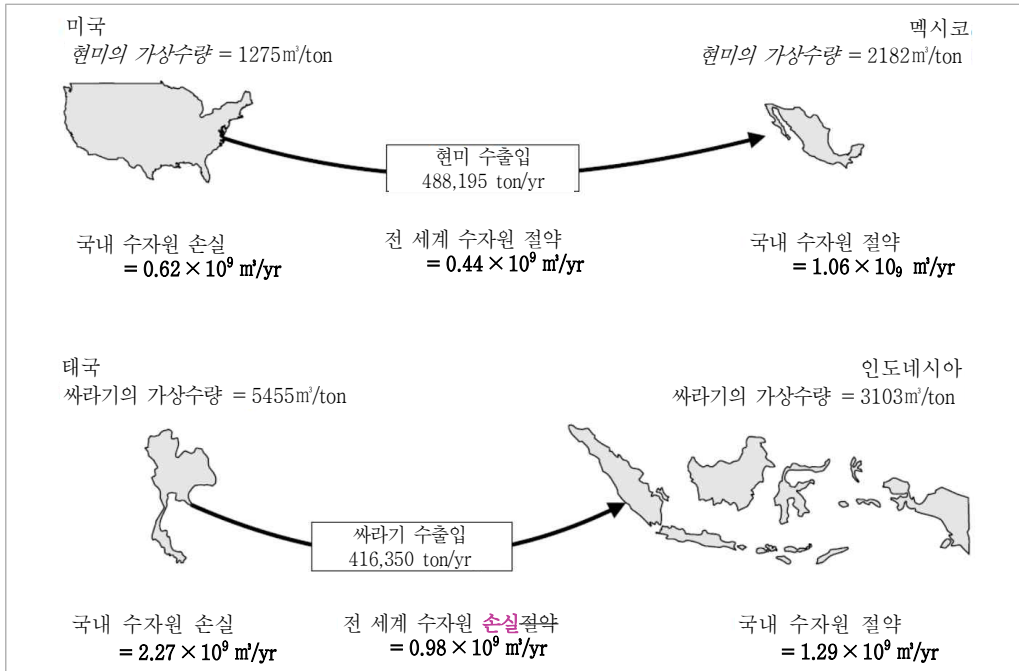 미국
현미의 가상수량 = 1275㎥/ton
멕시코
현미의 가상수량 = 2182㎥/ton
현미 수출입
488,195 ton/yr
국내 수자원 손실
= 0.62 × 10⁹ ㎥/yr
전 세계 수자원 절약
= 0.44 × 10⁹ ㎥/yr
국내 수자원 절약
= 1.06 × 10₉ ㎥/yr
태국
싸라기의 가상수량 = 5455㎥/ton
인도네시아
싸라기의 가상수량 = 3103㎥/ton
싸라기 수출입
416,350 ton/yr
국내 수자원 손실
= 2.27 × 10⁹ ㎥/yr
전 세계 수자원 손실절약
= 0.98 × 10⁹ ㎥/yr
국내 수자원 절약
= 1.29 × 10⁹ ㎥/yr